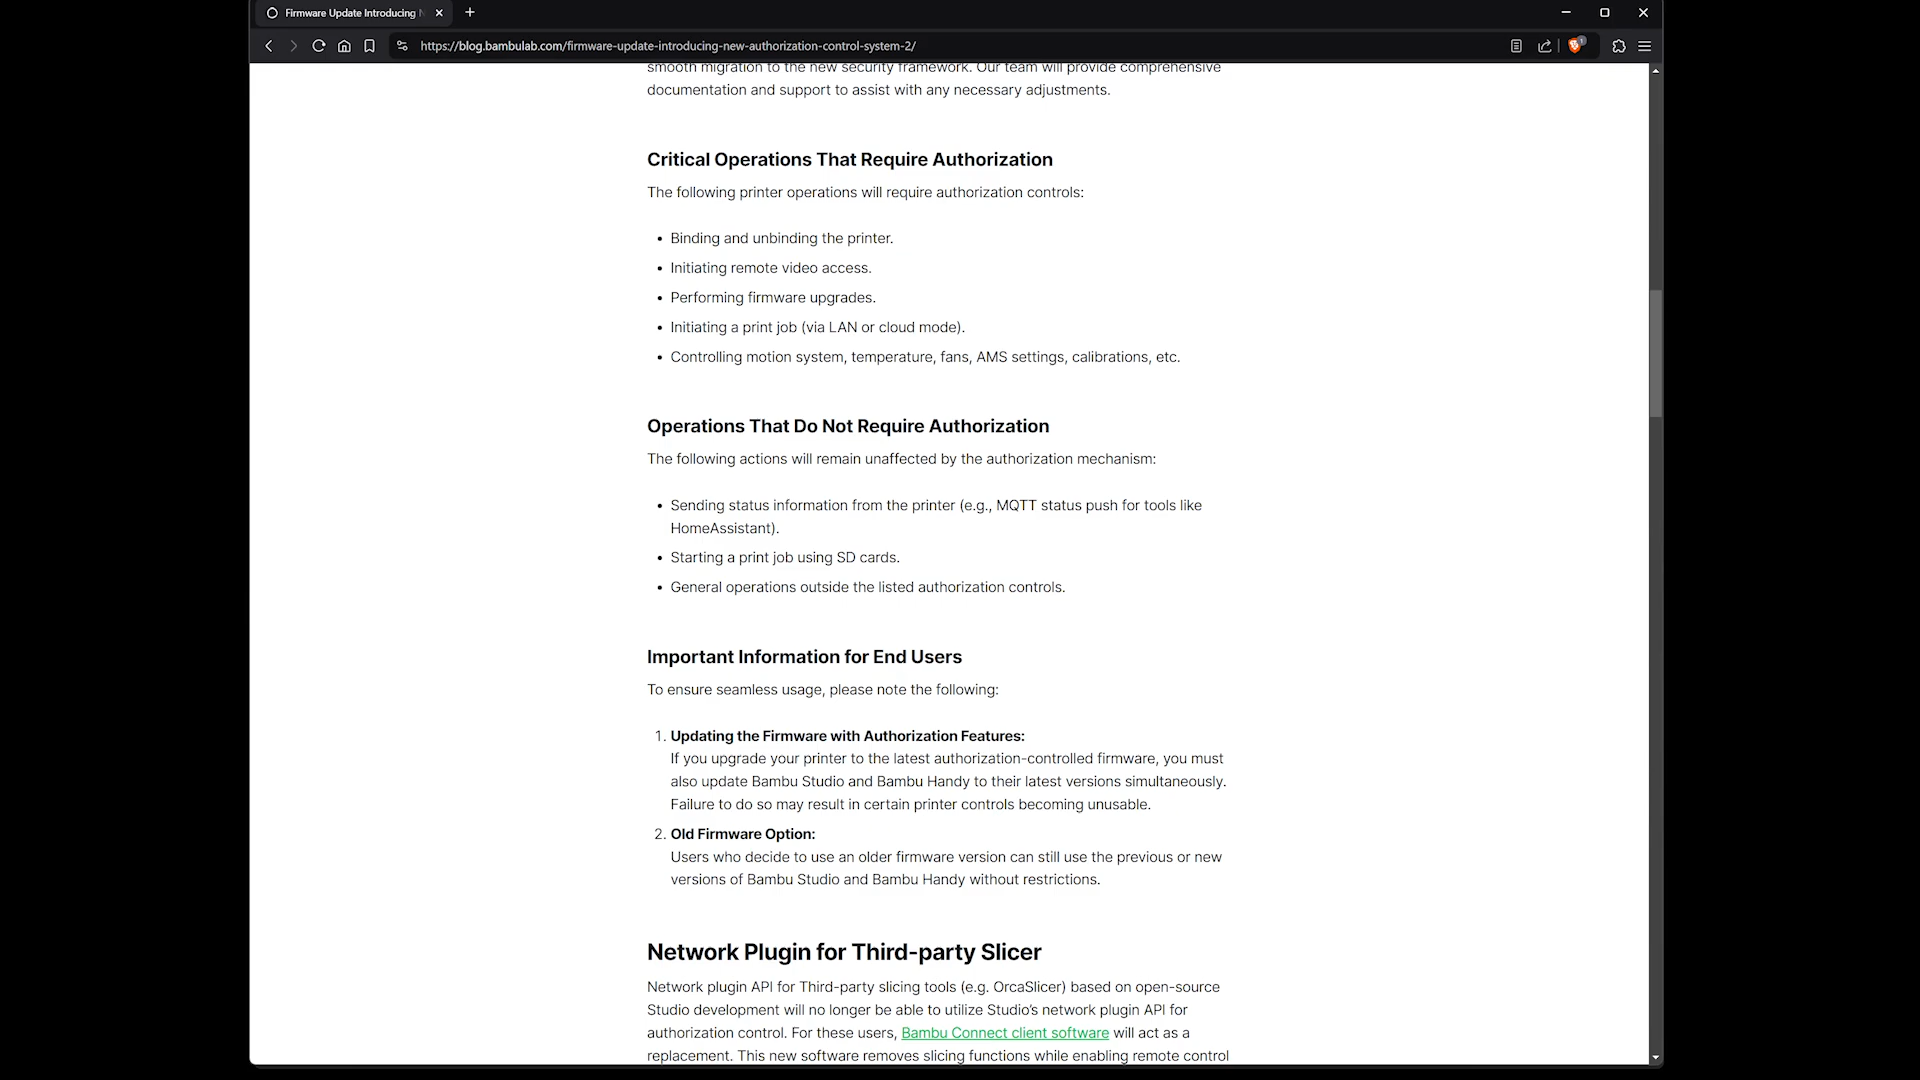 Firmware Update Introducing
https://blog.bambulab.com/firmware-update-introducing-new-authorization-control-system-2/
smooth migration to the new security framework. Our team will provide comprehensive
documentation and support to assist with any necessary adjustments.
Critical Operations That Require Authorization
The following printer operations will require authorization controls:
• Binding and unbinding the printer.
• Initiating remote video access.
• Performing firmware upgrades.
• Initiating a print job (via LAN or cloud mode).
• Controlling motion system, temperature, fans, AMS settings, calibrations, etc.
Operations That Do Not Require Authorization
The following actions will remain unaffected by the authorization mechanism:
• Sending status information from the printer (e.g., MQTT status push for tools like
HomeAssistant).
• Starting a print job using SD cards.
• General operations outside the listed authorization controls.
Important Information for End Users
To ensure seamless usage, please note the following:
1. Updating the Firmware with Authorization Features:
If you upgrade your printer to the latest authorization-controlled firmware, you must
also update Bambu Studio and Bambu Handy to their latest versions simultaneously.
Failure to do so may result in certain printer controls becoming unusable.
2. Old Firmware Option:
Users who decide to use an older firmware version can still use the previous or new
versions of Bambu Studio and Bambu Handy without restrictions.
Network Plugin for Third-party Slicer
Network plugin API for Third-party slicing tools (e.g. OrcaSlicer) based on open-source
Studio development will no longer be able to utilize Studio's network plugin API for
authorization control. For these users, Bambu Connect client software will act as a
replacement. This new software removes slicing functions while enabling remote control